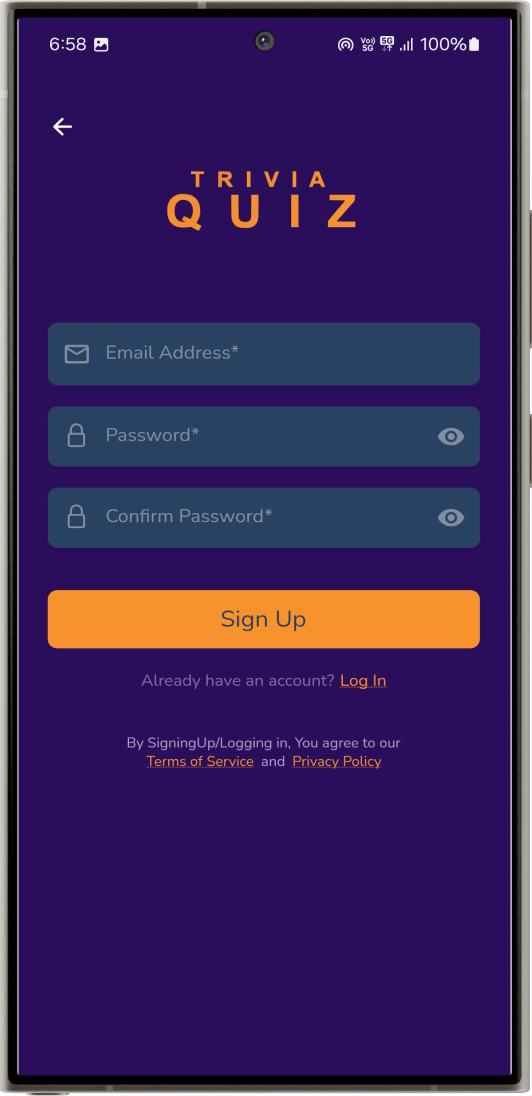 6:58 Vo)) 5G 5G 100%
TRIVIA
QUIZ
Email Address*
Password*
Confirm Password*
Sign Up
Already have an account? Log In
By SigningUp/Logging in, You agree to our
Terms of Service and Privacy Policy